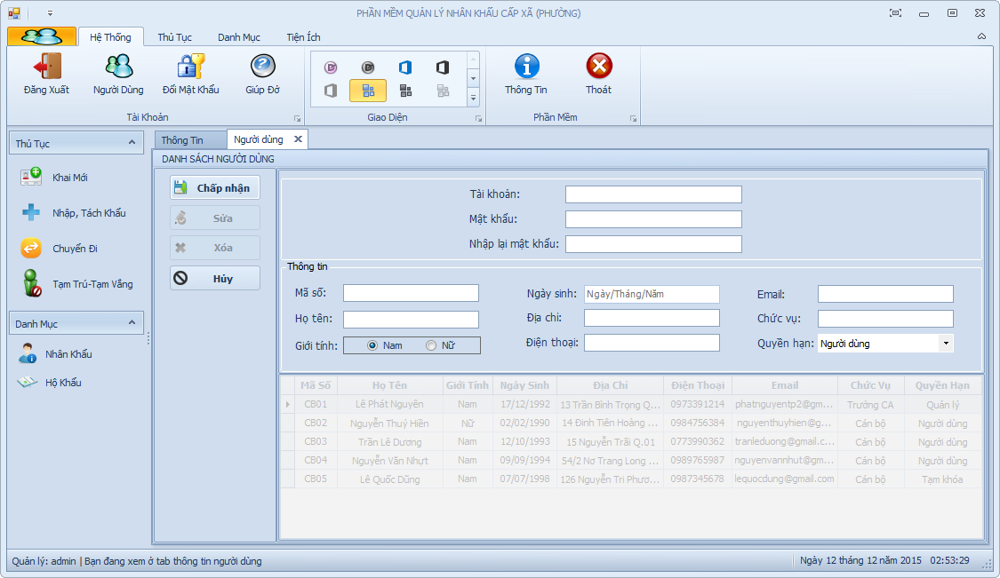 PHẦN MỀM QUẢN LÝ NHÂN KHẨU CẤP XÃ (PHƯỜNG)
Hệ Thống Thủ Tục Danh Mục Tiện Ích
Đăng Xuất Người Dùng Đổi Mật Khẩu Giúp Đỡ Thông Tin Thoát
Tài Khoản Giao Diện Phần Mềm
Thủ Tục
Khai Mới
Nhập, Tách Khẩu
Chuyển Đi
Tạm Trú-Tạm Vắng
Danh Mục
Nhân Khẩu
Hộ Khẩu
Thông Tin Người dùng
DANH SÁCH NGƯỜI DÙNG
Chấp nhận
Sửa
Xóa
Hủy
Tài khoản:
Mật khẩu:
Nhập lại mật khẩu:
Thông tin
Mã số: Ngày sinh: Ngày/Tháng/Năm Email:
Họ tên: Địa chỉ: Chức vụ:
Giới tính: Nam Nữ Điện thoại: Quyền hạn: Người dùng
Mã Số Họ Tên Giới Tính Ngày Sinh Địa Chỉ Điện Thoại Email Chức Vụ Quyền Hạn
CB01 Lê Phát Nguyên Nam 17/12/1992 13 Trần Bình Trọng Q... 0973391214 phatnguyentp2@gm... Trưởng CA Quản lý
CB02 Nguyễn Thuý Hiền Nữ 02/02/1990 14 Đinh Tiên Hoàng ... 0984756384 nguyenthuyhien@g... Cán bộ Người dùng
CB03 Trần Lê Dương Nam 12/10/1993 15 Nguyễn Trãi Q.01 0773990362 tranleduong@gmail.c... Cán bộ Người dùng
CB04 Nguyễn Văn Nhựt Nam 09/09/1994 54/2 Nơ Trang Long ... 0989765987 nguyenvannhut@gm... Cán bộ Người dùng
CB05 Lê Quốc Dũng Nam 07/07/1998 126 Nguyễn Tri Phươ... 0987345678 lequocdung@gmail.com Cán bộ Tạm khóa
Quản lý: admin | Bạn đang xem ở tab thông tin người dùng Ngày 12 tháng 12 năm 2015 02:53:29